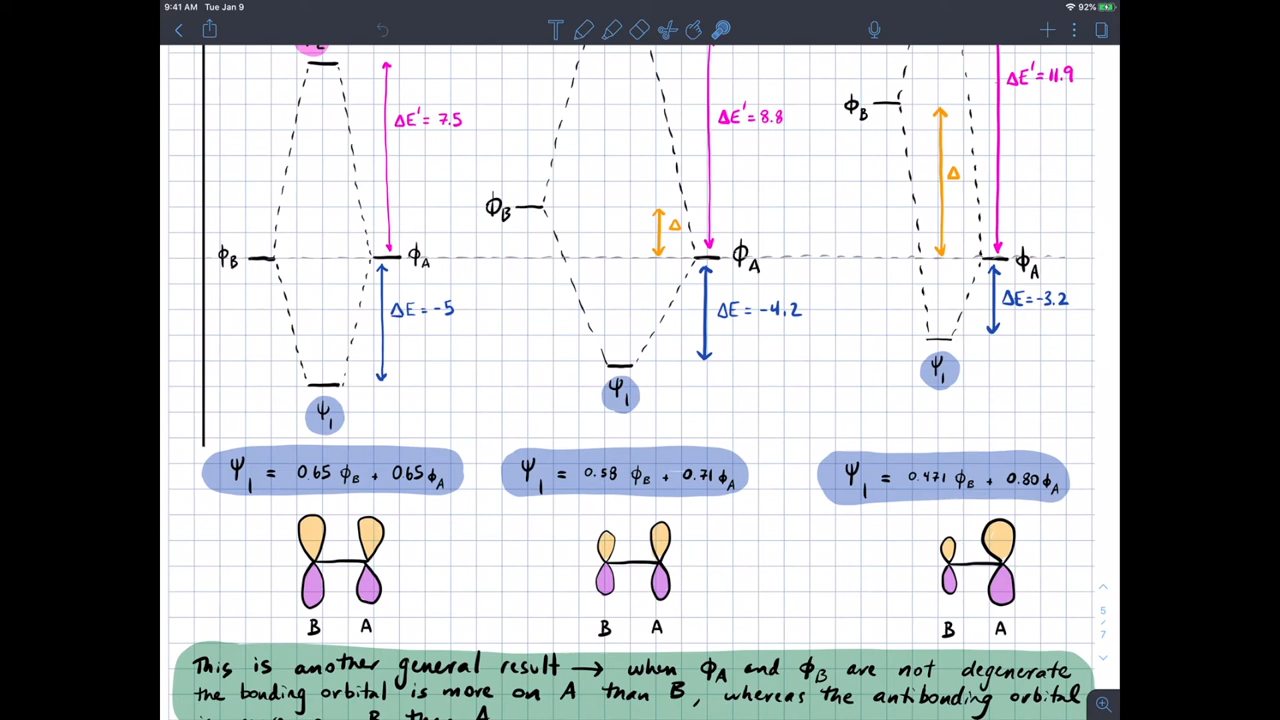 9:41 AM Tue Jan 9
92%
ΔE' = 7.5
ΔE' = 8.8
ΔE' = 11.9
ϕB
Δ
ϕB
Δ
ϕB
ϕA
ϕA
ϕA
ΔE = -5
ΔE = -4.2
ΔE = -3.2
Ψ1
Ψ1
Ψ1
Ψ1 = 0.65 ϕB + 0.65 ϕA
Ψ1 = 0.58 ϕB + 0.71 ϕA
Ψ1 = 0.471 ϕB + 0.80 ϕA
B A
B A
B A
5
/
7
This is another general result → when ϕA and ϕB are not degenerate
the bonding orbital is more on A than B, whereas the antibonding orbital